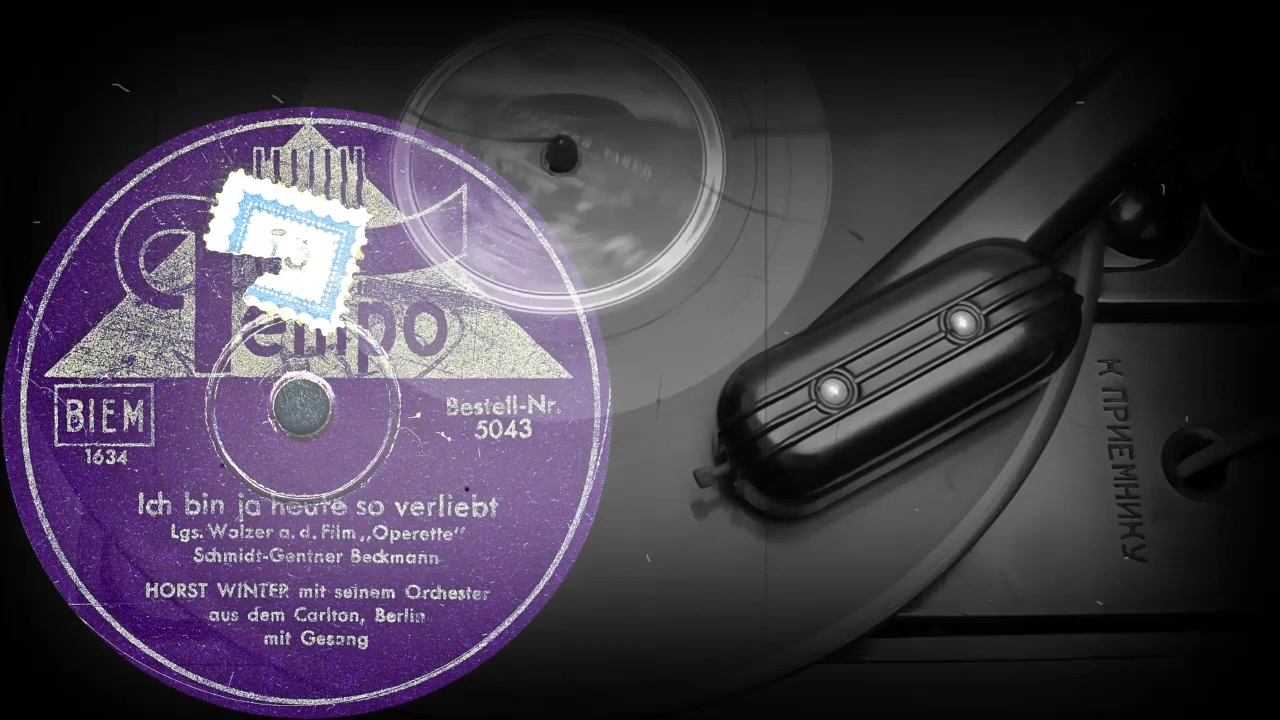 Tempo
BIEM
1634
Bestell-Nr.
5043
Ich bin ja heute so verliebt
Lgs. Walzer a. d. Film „Operette"
Schmidt-Gentner Beckmann
HORST WINTER mit seinem Orchester
aus dem Carlton, Berlin
mit Gesang
К ПРИЕМНИКУ